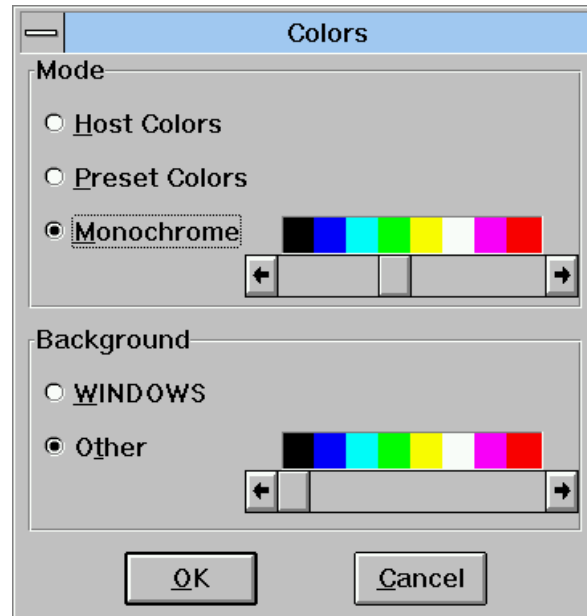 Colors
Mode
Host Colors
Preset Colors
Monochrome
Background
WINDOWS
Other
OK
Cancel